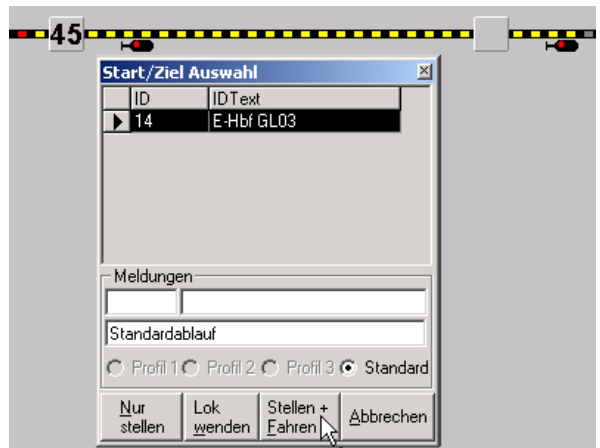 45
Start/Ziel Auswahl
ID IDText
14 E-Hbf GL03
Meldungen
Standardablauf
Profil 1 Profil 2 Profil 3 Standard
Nur stellen
Lok wenden
Stellen + Fahren
Abbrechen